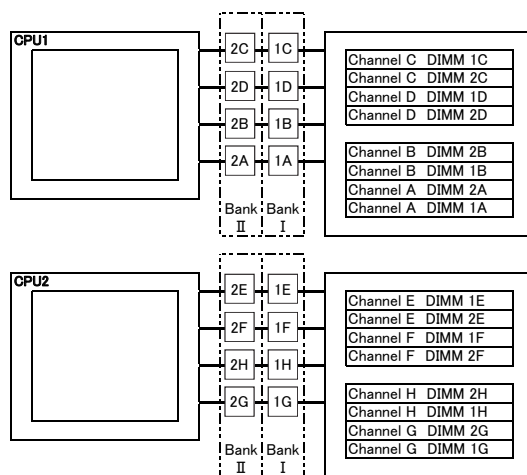 CPU1
2C 1C
2D 1D
2B 1B
2A 1A
Bank Bank
II I
Channel C DIMM 1C
Channel C DIMM 2C
Channel D DIMM 1D
Channel D DIMM 2D
Channel B DIMM 2B
Channel B DIMM 1B
Channel A DIMM 2A
Channel A DIMM 1A
CPU2
2E 1E
2F 1F
2H 1H
2G 1G
Bank Bank
II I
Channel E DIMM 1E
Channel E DIMM 2E
Channel F DIMM 1F
Channel F DIMM 2F
Channel H DIMM 2H
Channel H DIMM 1H
Channel G DIMM 2G
Channel G DIMM 1G